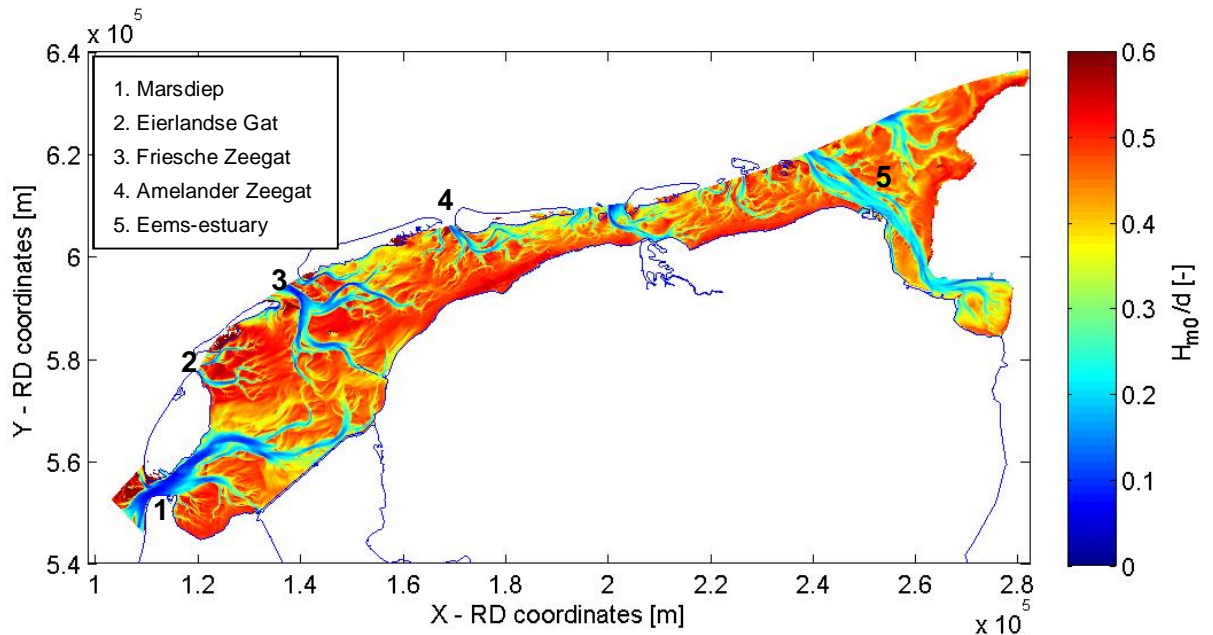 x 10^5
6.4
6.2
6
5.8
5.6
5.4
Y - RD coordinates [m]
1. Marsdiep
2. Eierlandse Gat
3. Friesche Zeegat
4. Amelander Zeegat
5. Eems-estuary
4
5
3
2
1
1 1.2 1.4 1.6 1.8 2 2.2 2.4 2.6 2.8
X - RD coordinates [m]
x 10^5
0.6
0.5
0.4
0.3
0.2
0.1
0
H_m0/d [-]